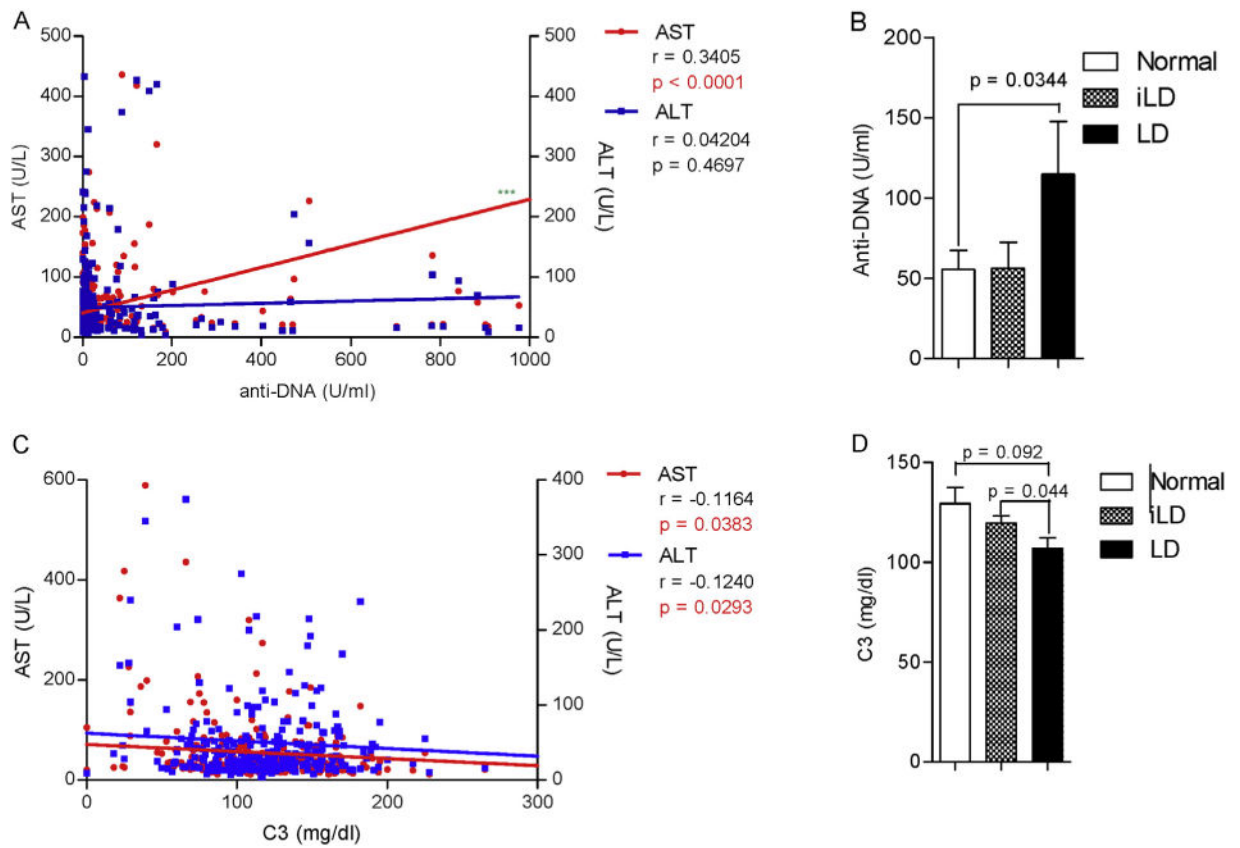 A
500
400
300
200
100
0
AST (U/L)
0
200
400
600
800
1000
anti-DNA (U/ml)
500
400
300
200
100
0
ALT (U/L)
***
AST
r = 0.3405
p < 0.0001
ALT
r = 0.04204
p = 0.4697
B
200
150
100
50
0
Anti-DNA (U/ml)
p = 0.0344
Normal
iLD
LD
C
600
400
200
0
AST (U/L)
0
100
200
300
C3 (mg/dl)
400
300
200
100
0
ALT (U/L)
AST
r = -0.1164
p = 0.0383
ALT
r = -0.1240
p = 0.0293
D
150
100
50
0
C3 (mg/dl)
p = 0.092
p = 0.044
Normal
iLD
LD